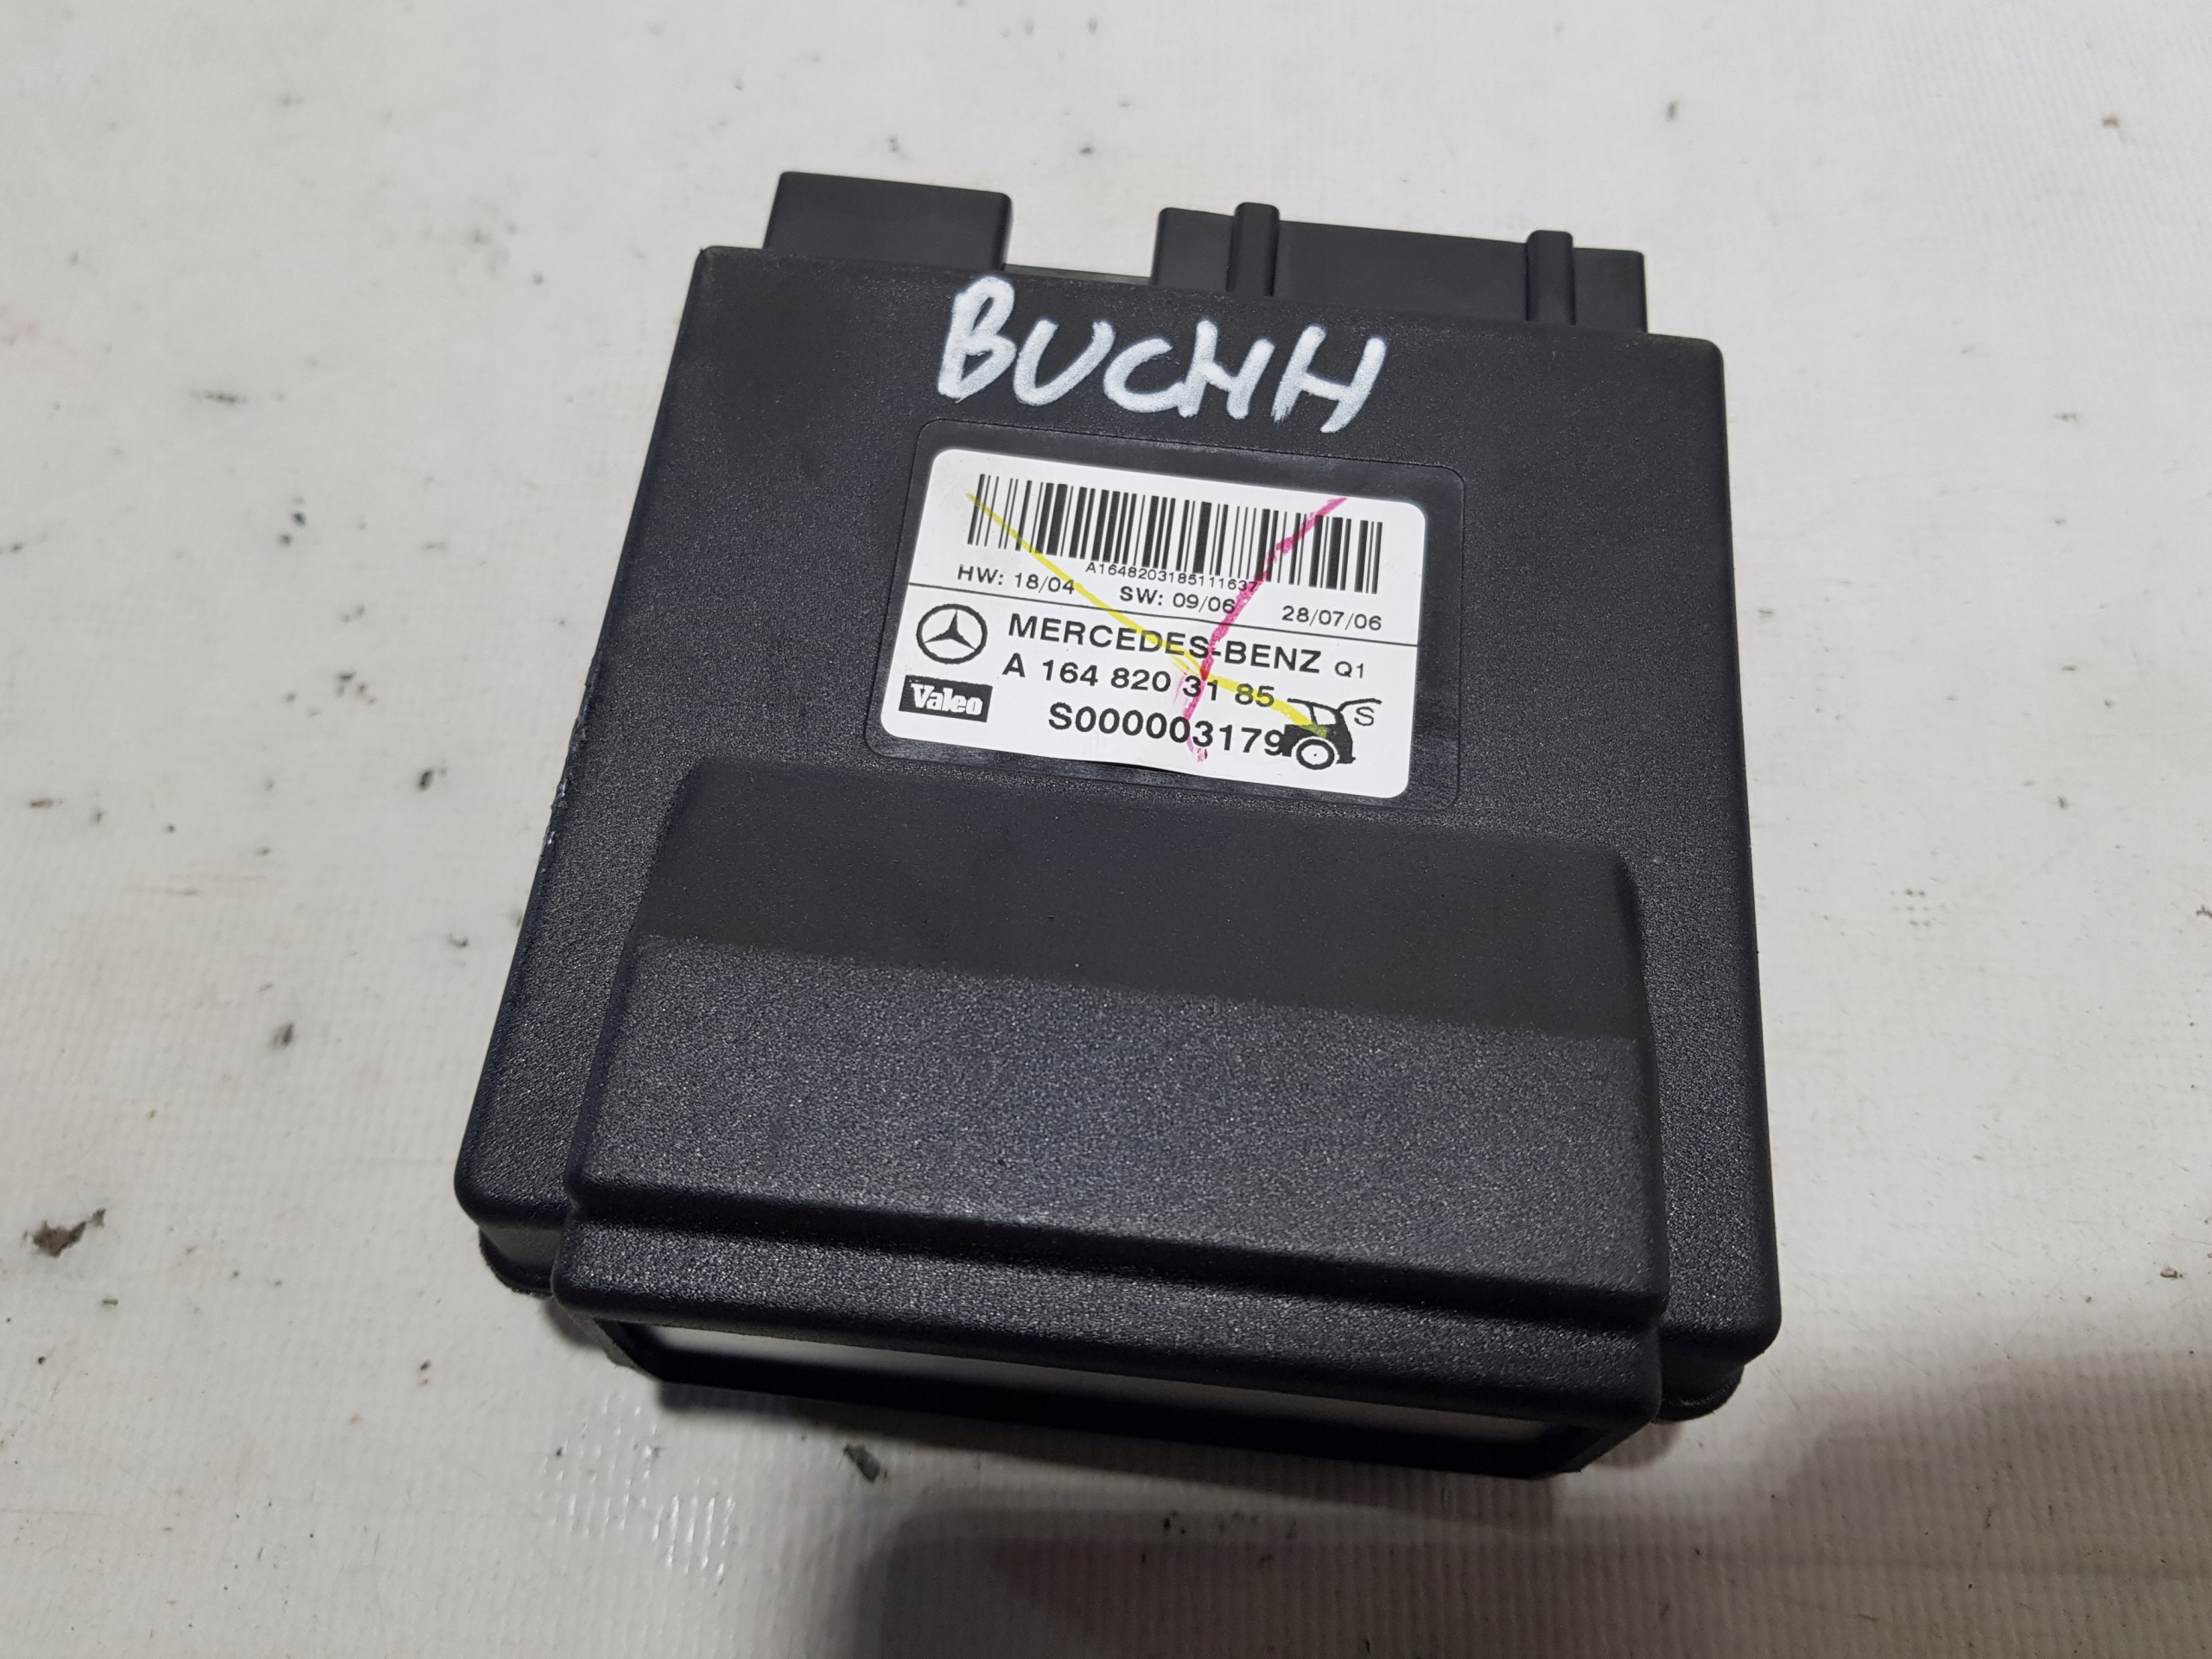 BUCHH
A1648203185111637
HW: 18/04 SW: 09/06 28/07/06
MERCEDES-BENZ Q1
A 164 820 31 85
Valeo S000003179 S